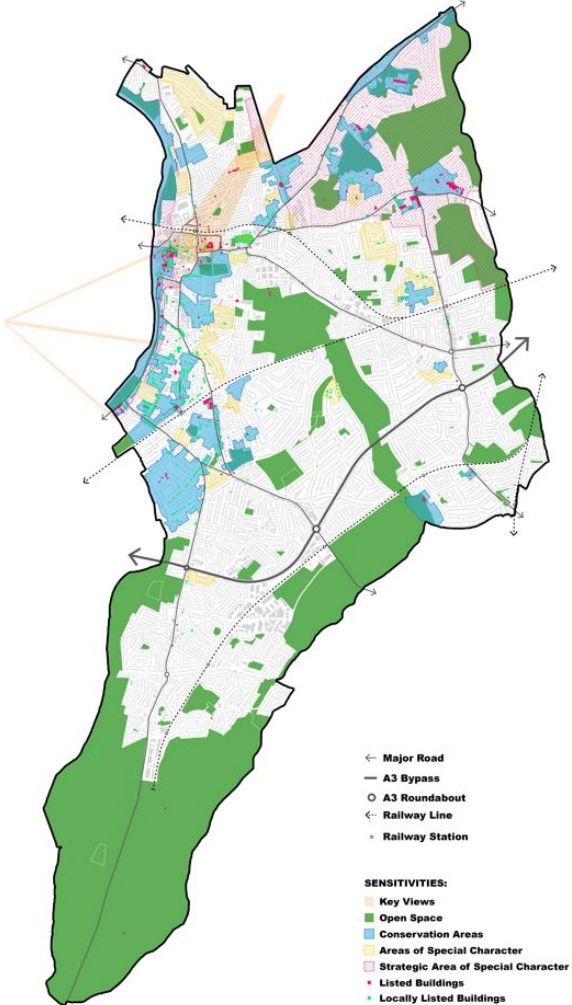 Major Road
A3 Bypass
A3 Roundabout
Railway Line
Railway Station
SENSITIVITIES:
Key Views
Open Space
Conservation Areas
Areas of Special Character
Strategic Area of Special Character
Listed Buildings
Locally Listed Buildings